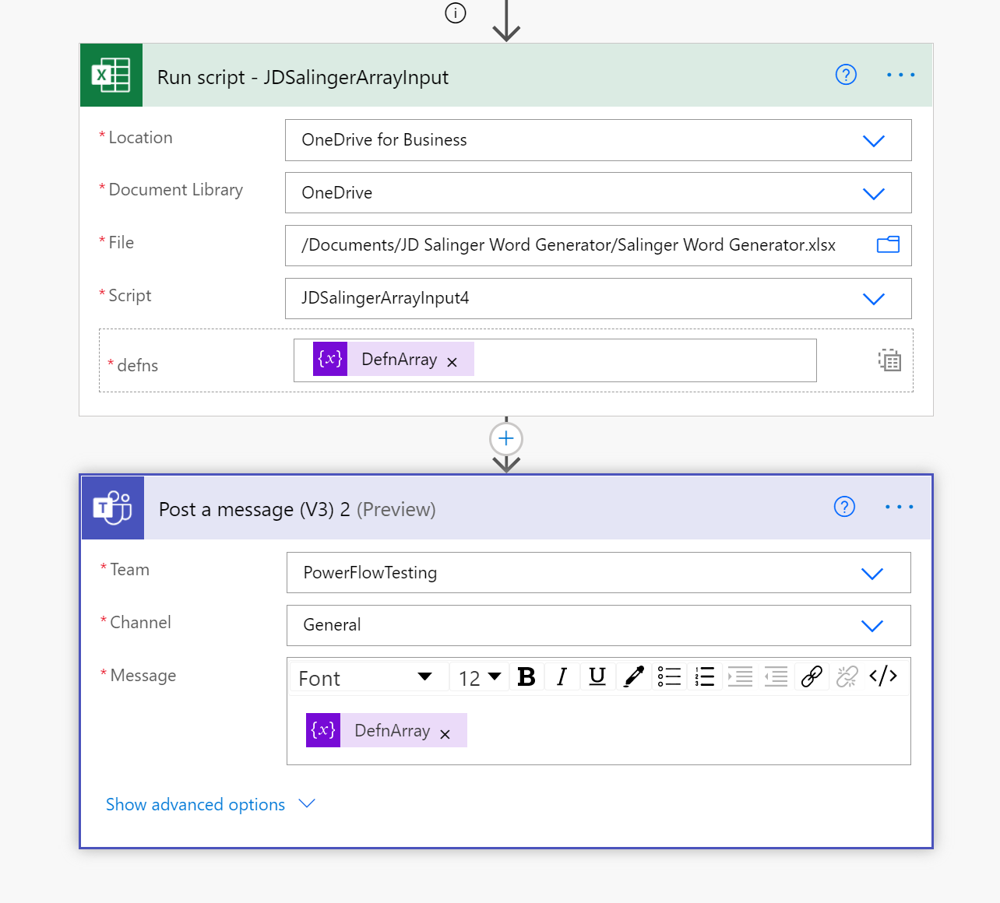 Run script - JDSalingerArrayInput
* Location
OneDrive for Business
* Document Library
OneDrive
* File
/Documents/JD Salinger Word Generator/Salinger Word Generator.xlsx
* Script
JDSalingerArrayInput4
* defns
{x} DefnArray ×
Post a message (V3) 2 (Preview)
* Team
PowerFlowTesting
* Channel
General
* Message
Font 12 B I U </>
{x} DefnArray ×
Show advanced options